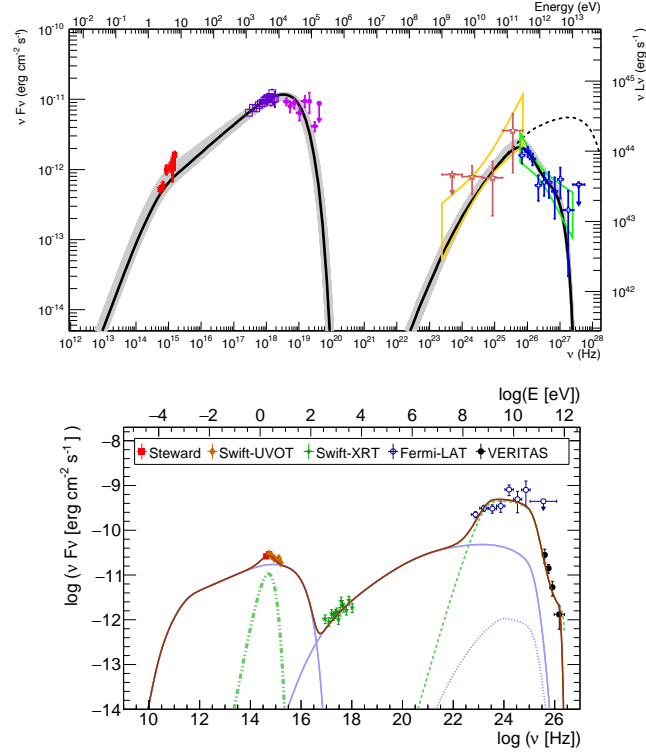 Energy (eV)
10⁻² 10⁻¹ 1 10 10² 10³ 10⁴ 10⁵ 10⁶ 10⁷ 10⁸ 10⁹ 10¹⁰ 10¹¹ 10¹² 10¹³
ν Fν (erg cm⁻² s⁻¹)
10⁻¹⁰
10⁻¹¹
10⁻¹²
10⁻¹³
10⁻¹⁴
ν Lν (erg s⁻¹)
10⁴⁵
10⁴⁴
10⁴³
10⁴²
10¹² 10¹³ 10¹⁴ 10¹⁵ 10¹⁶ 10¹⁷ 10¹⁸ 10¹⁹ 10²⁰ 10²¹ 10²² 10²³ 10²⁴ 10²⁵ 10²⁶ 10²⁷ 10²⁸
ν (Hz)
log(E [eV])
−4 −2 0 2 4 6 8 10 12
Steward Swift-UVOT Swift-XRT Fermi-LAT VERITAS
log (ν Fν [erg cm⁻² s⁻¹ ] )
−8
−9
−10
−11
−12
−13
−14
10 12 14 16 18 20 22 24 26
log (ν [Hz])